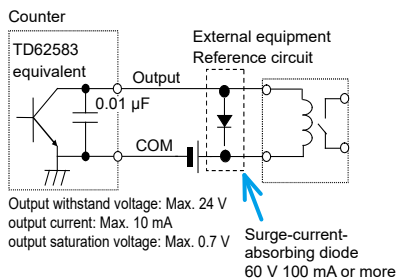 Counter
TD62583
equivalent
0.01 µF
Output
COM
External equipment
Reference circuit
Output withstand voltage: Max. 24 V
output current: Max. 10 mA
output saturation voltage: Max. 0.7 V
Surge-current-
absorbing diode
60 V 100 mA or more